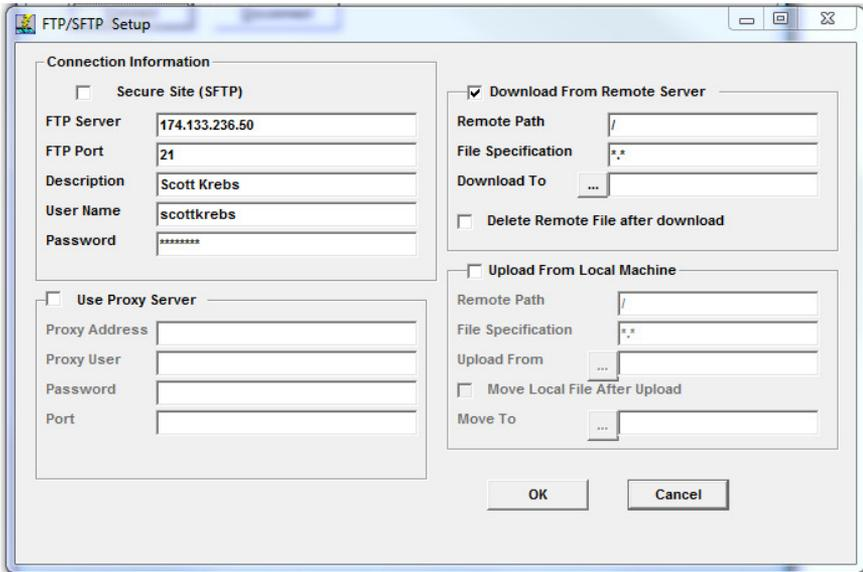 FTP/SFTP Setup
Connection Information
Secure Site (SFTP)
FTP Server 174.133.236.50
FTP Port 21
Description Scott Krebs
User Name scottkrebs
Password ********
Use Proxy Server
Proxy Address
Proxy User
Password
Port
Download From Remote Server
Remote Path /
File Specification *.*
Download To ...
Delete Remote File after download
Upload From Local Machine
Remote Path /
File Specification *.*
Upload From ...
Move Local File After Upload
Move To ...
OK Cancel